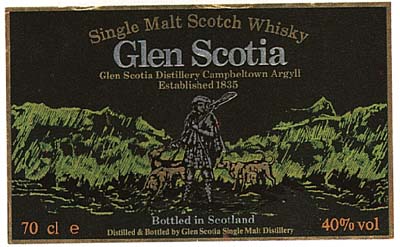 Single Malt Scotch Whisky
Glen Scotia
Glen Scotia Distillery Campbeltown Argyll
Established 1835
Bottled in Scotland
70 cl e
40% vol
Distilled & Bottled by Glen Scotia Single Malt Distillery